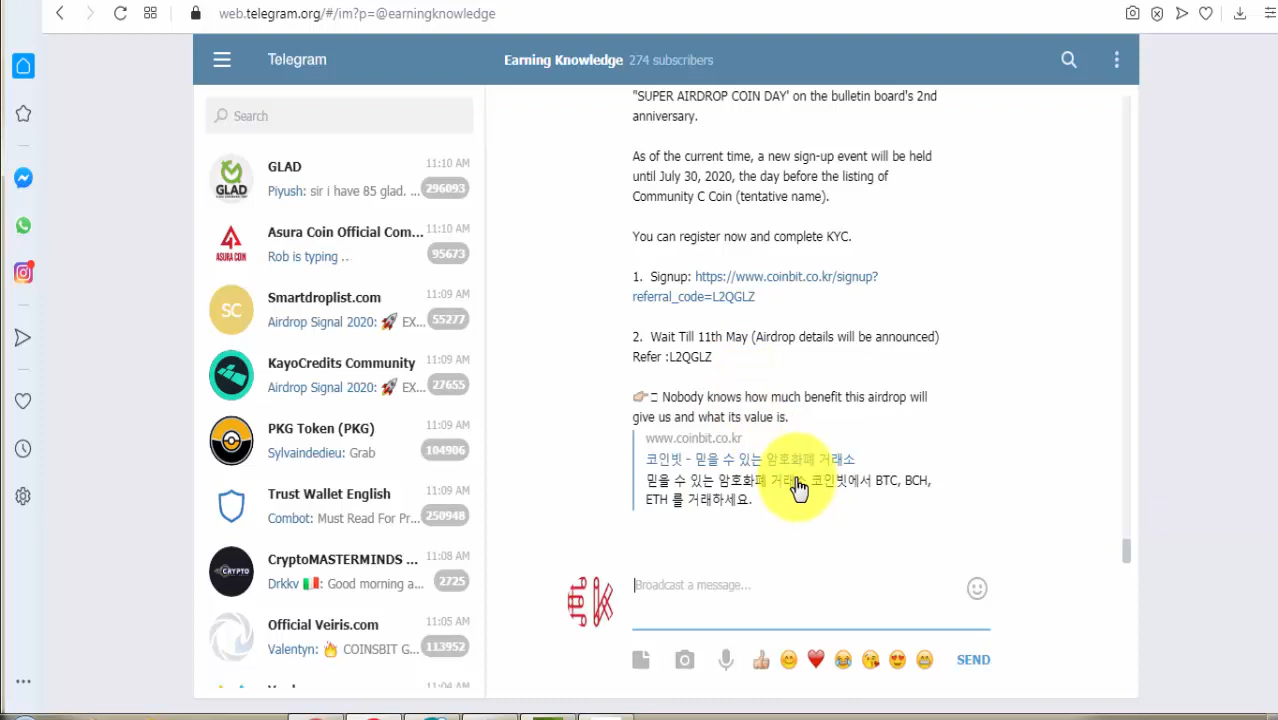 web.telegram.org/#/im?p=@earningknowledge
Telegram
Earning Knowledge 274 subscribers
Search
GLAD 11:10 AM
Piyush: sir i have 85 glad. ... 296093
Asura Coin Official Com... 11:10 AM
Rob is typing .. 95673
Smartdroplist.com 11:09 AM
SC
Airdrop Signal 2020: 🚀 EX... 55277
KayoCredits Community 11:09 AM
Airdrop Signal 2020: 🚀 EX... 27655
PKG Token (PKG) 11:09 AM
Sylvaindedieu: Grab 104906
Trust Wallet English 11:09 AM
Combot: Must Read For Pr... 250948
CryptoMASTERMINDS ... 11:08 AM
Drkkv 🇮🇹: Good morning a... 2725
Official Veiris.com 11:05 AM
Valentyn: 🔥 COINSBIT G... 113952
11:04 AM
"SUPER AIRDROP COIN DAY' on the bulletin board's 2nd
anniversary.
As of the current time, a new sign-up event will be held
until July 30, 2020, the day before the listing of
Community C Coin (tentative name).
You can register now and complete KYC.
1. Signup: https://www.coinbit.co.kr/signup?
referral_code=L2QGLZ
2. Wait Till 11th May (Airdrop details will be announced)
Refer :L2QGLZ
👉🏼 Nobody knows how much benefit this airdrop will
give us and what its value is.
www.coinbit.co.kr
코인빗 - 믿을 수 있는 암호화폐 거래소
믿을 수 있는 암호화폐 거래소 코인빗에서 BTC, BCH,
ETH 를 거래하세요.
Broadcast a message...
SEND